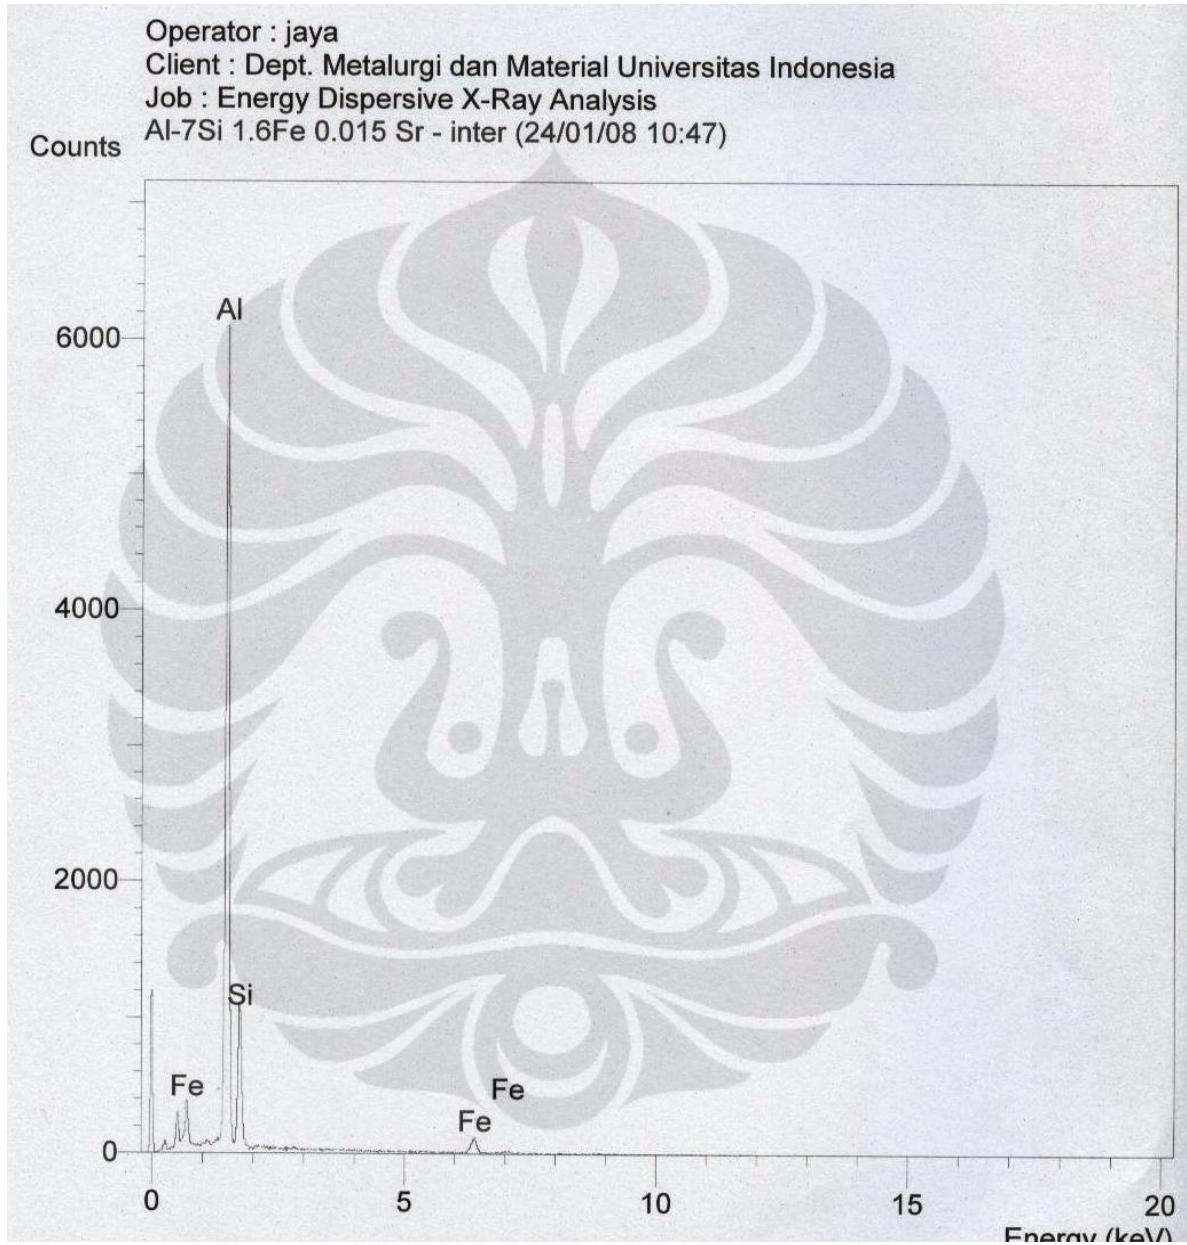 Operator : jaya
Client : Dept. Metalurgi dan Material Universitas Indonesia
Job : Energy Dispersive X-Ray Analysis
Al-7Si 1.6Fe 0.015 Sr - inter (24/01/08 10:47)
Counts
Al
6000
4000
2000
Si
Fe
Fe
Fe
0
0 5 10 15 20
Energy (keV)